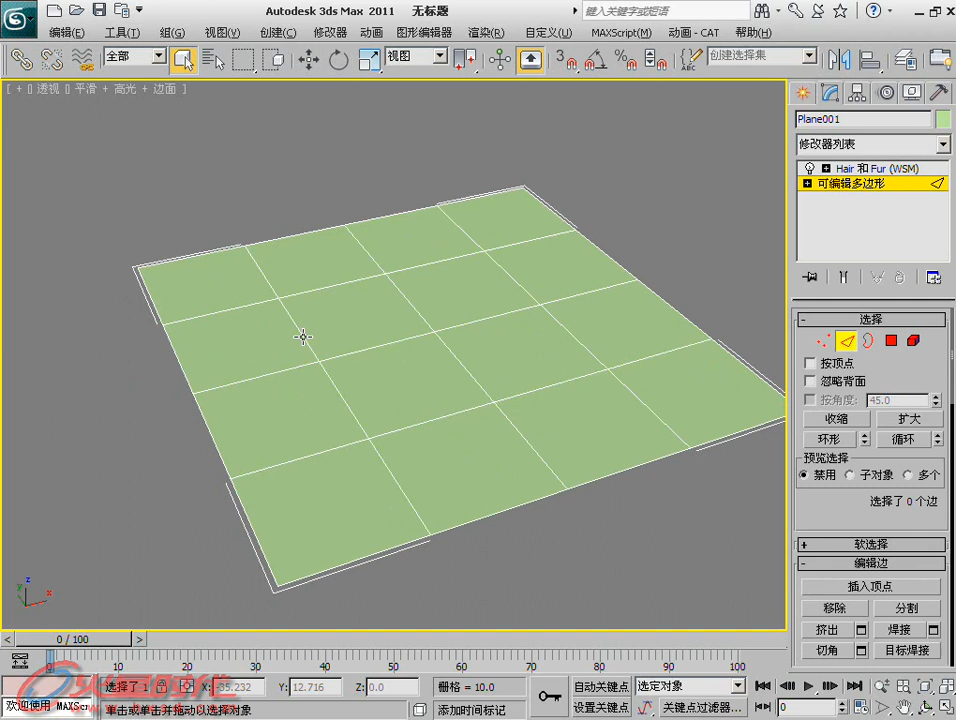 Autodesk 3ds Max 2011 无标题
键入关键字或短语
编辑(E) 工具(T) 组(G) 视图(V) 创建(C) 修改器 动画 图形编辑器 渲染(R) 自定义(U) MAXScript(M) 动画 - CAT 帮助(H)
全部 视图 3 创建选择集
[ + ][ 透视 ][ 平滑 + 高光 + 边面 ]
Plane001
修改器列表
Hair 和 Fur (WSM)
可编辑多边形
- 选择
按顶点
忽略背面
按角度: 45.0
收缩 扩大
环形 循环
预览选择
禁用 子对象 多个
选择了 0 个边
+ 软选择
- 编辑边
插入顶点
移除 分割
挤出 焊接
切角 目标焊接
z
y x
< 0 / 100 >
0 10 20 30 40 50 60 70 80 90 100
选择了 1 X: -35.232 Y: 12.716 Z: 0.0 栅格 = 10.0 自动关键点 选定对象
欢迎使用 MAXScr 单击或单击并拖动以选择对象 添加时间标记 设置关键点 关键点过滤器... 0